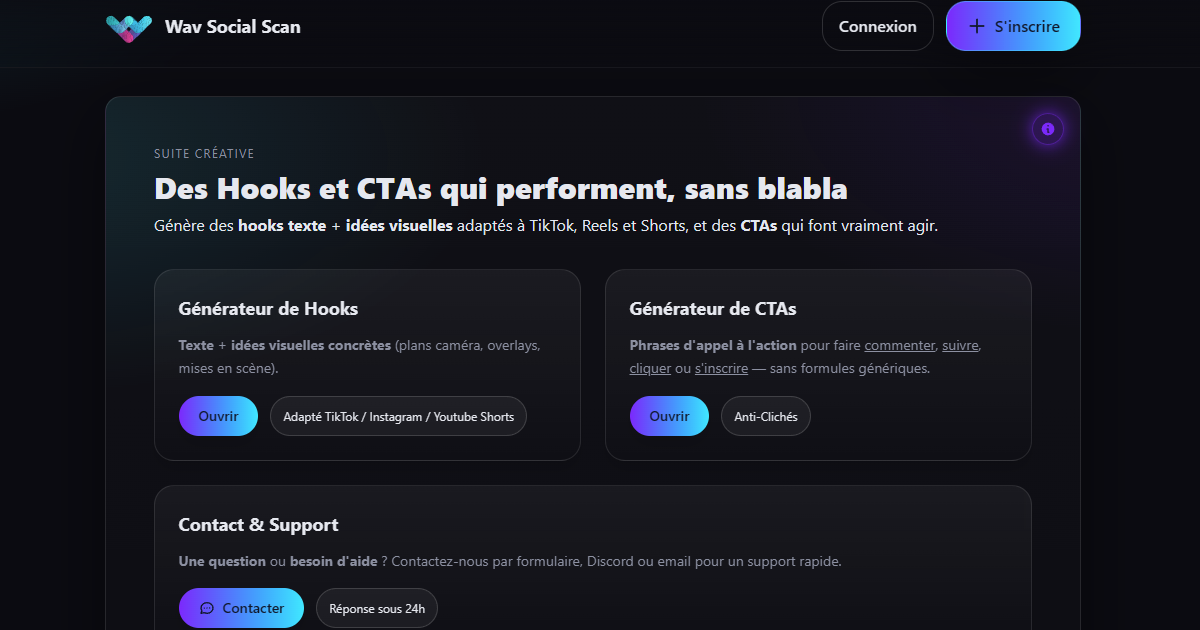 Wav Social Scan
Connexion
S'inscrire
SUITE CRÉATIVE
Des Hooks et CTAs qui performent, sans blabla
Génère des hooks texte + idées visuelles adaptés à TikTok, Reels et Shorts, et des CTAs qui font vraiment agir.
Générateur de Hooks
Texte + idées visuelles concrètes (plans caméra, overlays,
mises en scène).
Ouvrir
Adapté TikTok / Instagram / Youtube Shorts
Générateur de CTAs
Phrases d'appel à l'action pour faire commenter, suivre,
cliquer ou s'inscrire — sans formules génériques.
Ouvrir
Anti-Clichés
Contact & Support
Une question ou besoin d'aide ? Contactez-nous par formulaire, Discord ou email pour un support rapide.
Contacter
Réponse sous 24h